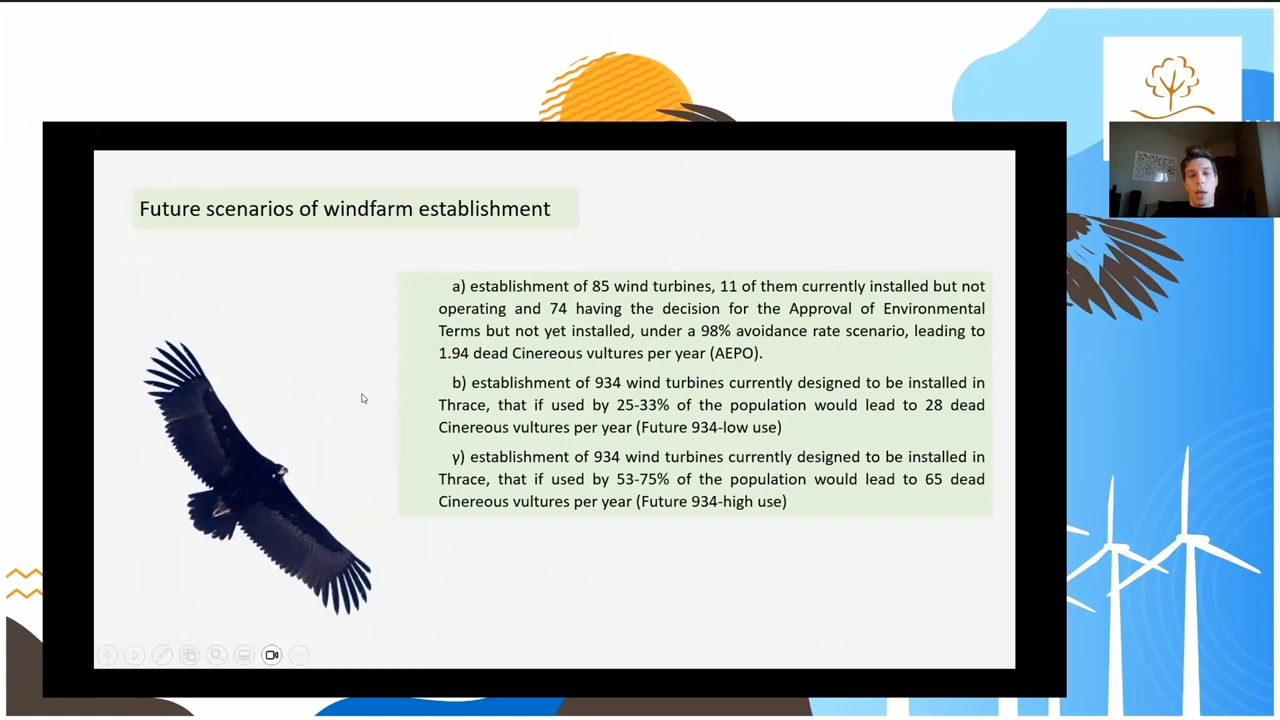 Future scenarios of windfarm establishment
a) establishment of 85 wind turbines, 11 of them currently installed but not
operating and 74 having the decision for the Approval of Environmental
Terms but not yet installed, under a 98% avoidance rate scenario, leading to
1.94 dead Cinereous vultures per year (AEPO).
b) establishment of 934 wind turbines currently designed to be installed in
Thrace, that if used by 25-33% of the population would lead to 28 dead
Cinereous vultures per year (Future 934-low use)
γ) establishment of 934 wind turbines currently designed to be installed in
Thrace, that if used by 53-75% of the population would lead to 65 dead
Cinereous vultures per year (Future 934-high use)